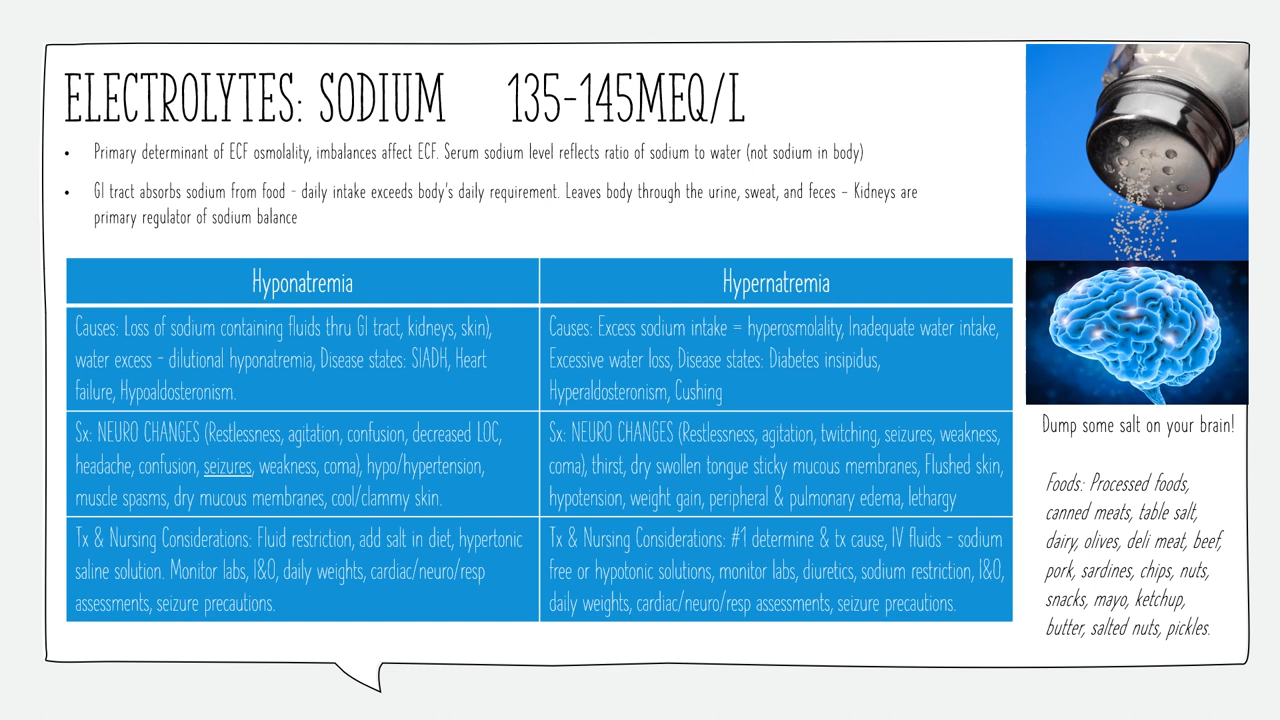 ELECTROLYTES: SODIUM 135-145MEQ/L
• Primary determinant of ECF osmolality, imbalances affect ECF. Serum sodium level reflects ratio of sodium to water (not sodium in body)
• GI tract absorbs sodium from food - daily intake exceeds body's daily requirement. Leaves body through the urine, sweat, and feces – Kidneys are
primary regulator of sodium balance
Hyponatremia
Causes: Loss of sodium containing fluids thru GI tract, kidneys, skin),
water excess - dilutional hyponatremia, Disease states: SIADH, Heart
failure, Hypoaldosteronism.
Sx: NEURO CHANGES (Restlessness, agitation, confusion, decreased LOC,
headache, confusion, seizures, weakness, coma), hypo/hypertension,
muscle spasms, dry mucous membranes, cool/clammy skin.
Tx & Nursing Considerations: Fluid restriction, add salt in diet, hypertonic
saline solution. Monitor labs, I&O, daily weights, cardiac/neuro/resp
assessments, seizure precautions.
Hypernatremia
Causes: Excess sodium intake = hyperosmolality, Inadequate water intake,
Excessive water loss, Disease states: Diabetes insipidus,
Hyperaldosteronism, Cushing
Sx: NEURO CHANGES (Restlessness, agitation, twitching, seizures, weakness,
coma), thirst, dry swollen tongue sticky mucous membranes, Flushed skin,
hypotension, weight gain, peripheral & pulmonary edema, lethargy
Tx & Nursing Considerations: #1 determine & tx cause, IV fluids - sodium
free or hypotonic solutions, monitor labs, diuretics, sodium restriction, I&O,
daily weights, cardiac/neuro/resp assessments, seizure precautions.
Dump some salt on your brain!
Foods: Processed foods,
canned meats, table salt,
dairy, olives, deli meat, beef,
pork, sardines, chips, nuts,
snacks, mayo, ketchup,
butter, salted nuts, pickles.